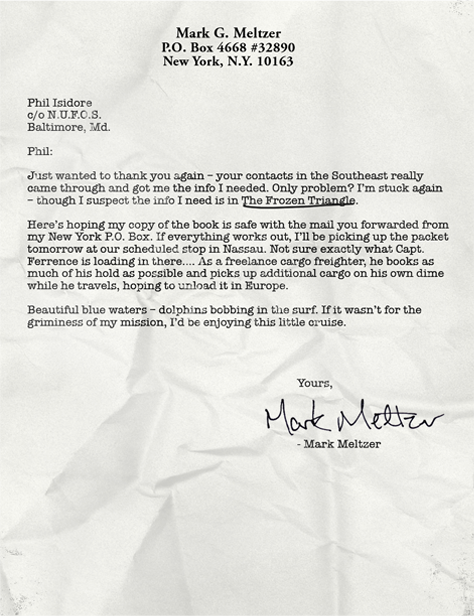 Mark G. Meltzer
P.O. Box 4668 #32890
New York, N.Y. 10163
Phil Isidore
c/o N.U.F.O.S.
Baltimore, Md.
Phil:
Just wanted to thank you again – your contacts in the Southeast really
came through and got me the info I needed. Only problem? I'm stuck again
– though I suspect the info I need is in The Frozen Triangle.
Here's hoping my copy of the book is safe with the mail you forwarded from
my New York P.O. Box. If everything works out, I'll be picking up the packet
tomorrow at our scheduled stop in Nassau. Not sure exactly what Capt.
Ferrence is loading in there.... As a freelance cargo freighter, he books as
much of his hold as possible and picks up additional cargo on his own dime
while he travels, hoping to unload it in Europe.
Beautiful blue waters – dolphins bobbing in the surf. If it wasn't for the
griminess of my mission, I'd be enjoying this little cruise.
Yours,
Mark Meltzer
- Mark Meltzer